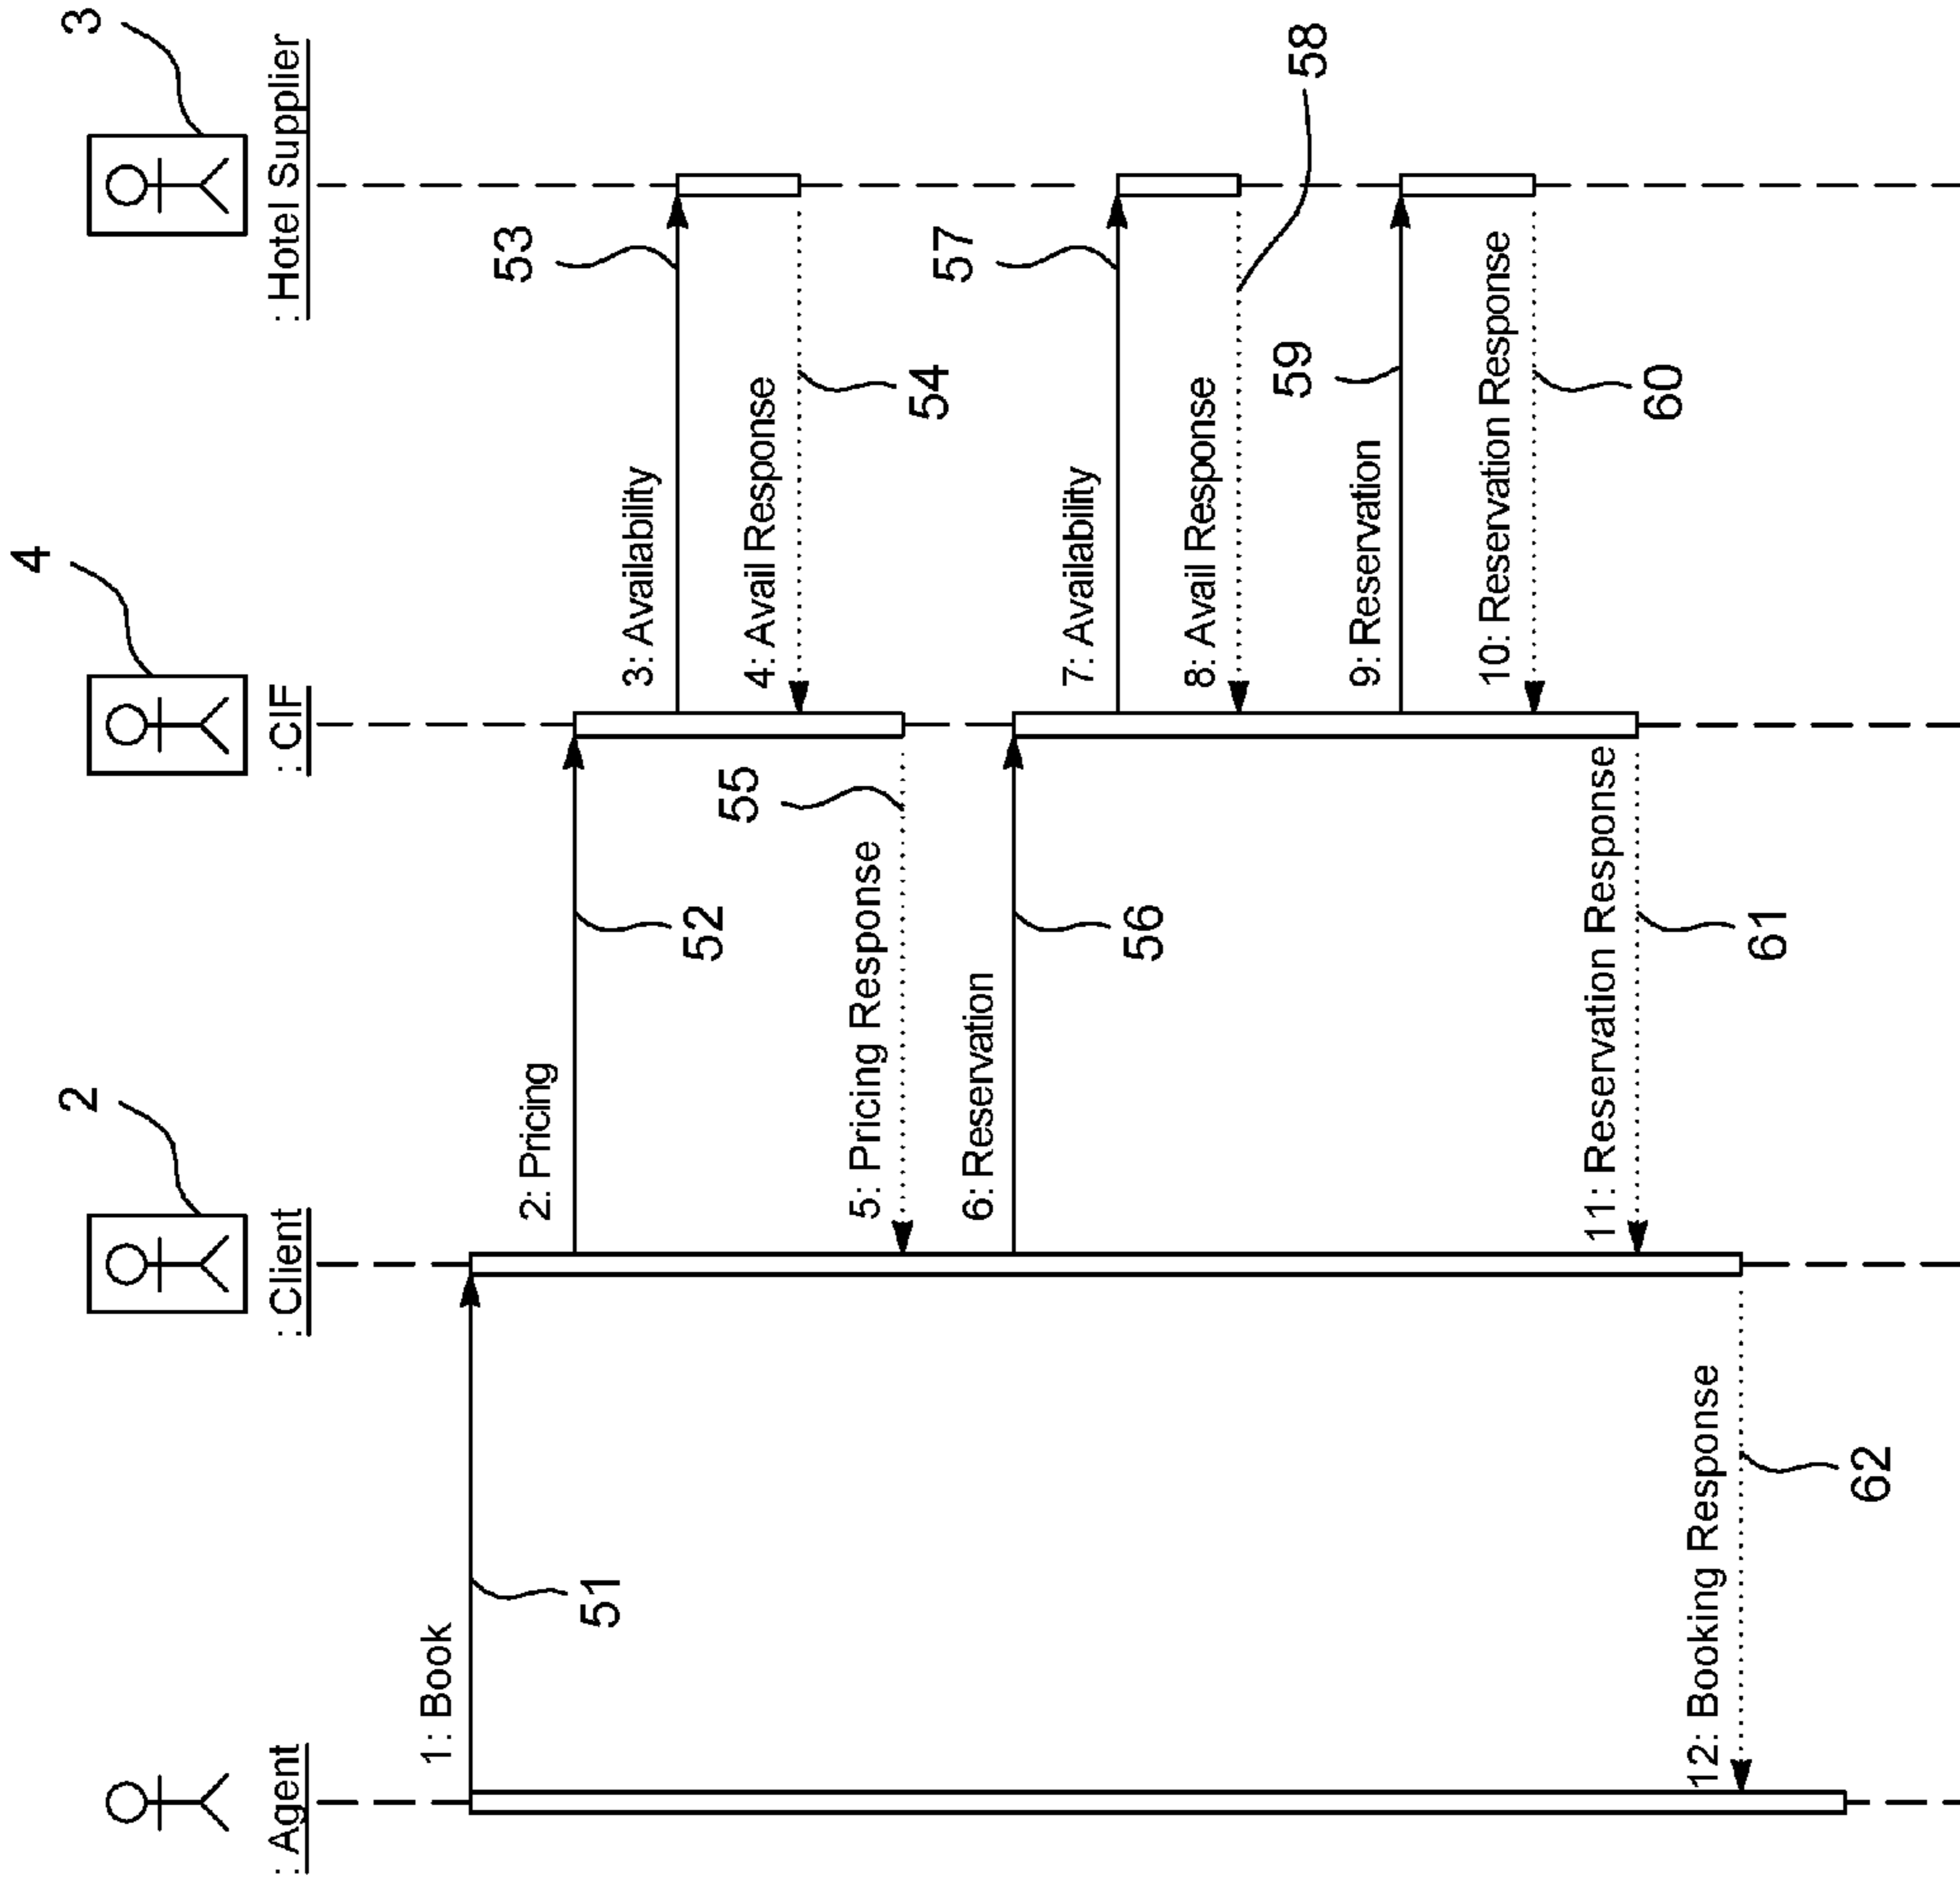 2
4
3
: Agent
: Client
: CIF
: Hotel Supplier
1: Book
51
2: Pricing
52
3: Availability
53
4: Avail Response
54
5: Pricing Response
55
6: Reservation
56
7: Availability
57
8: Avail Response
58
9: Reservation
59
10: Reservation Response
60
11: Reservation Response
61
12: Booking Response
62